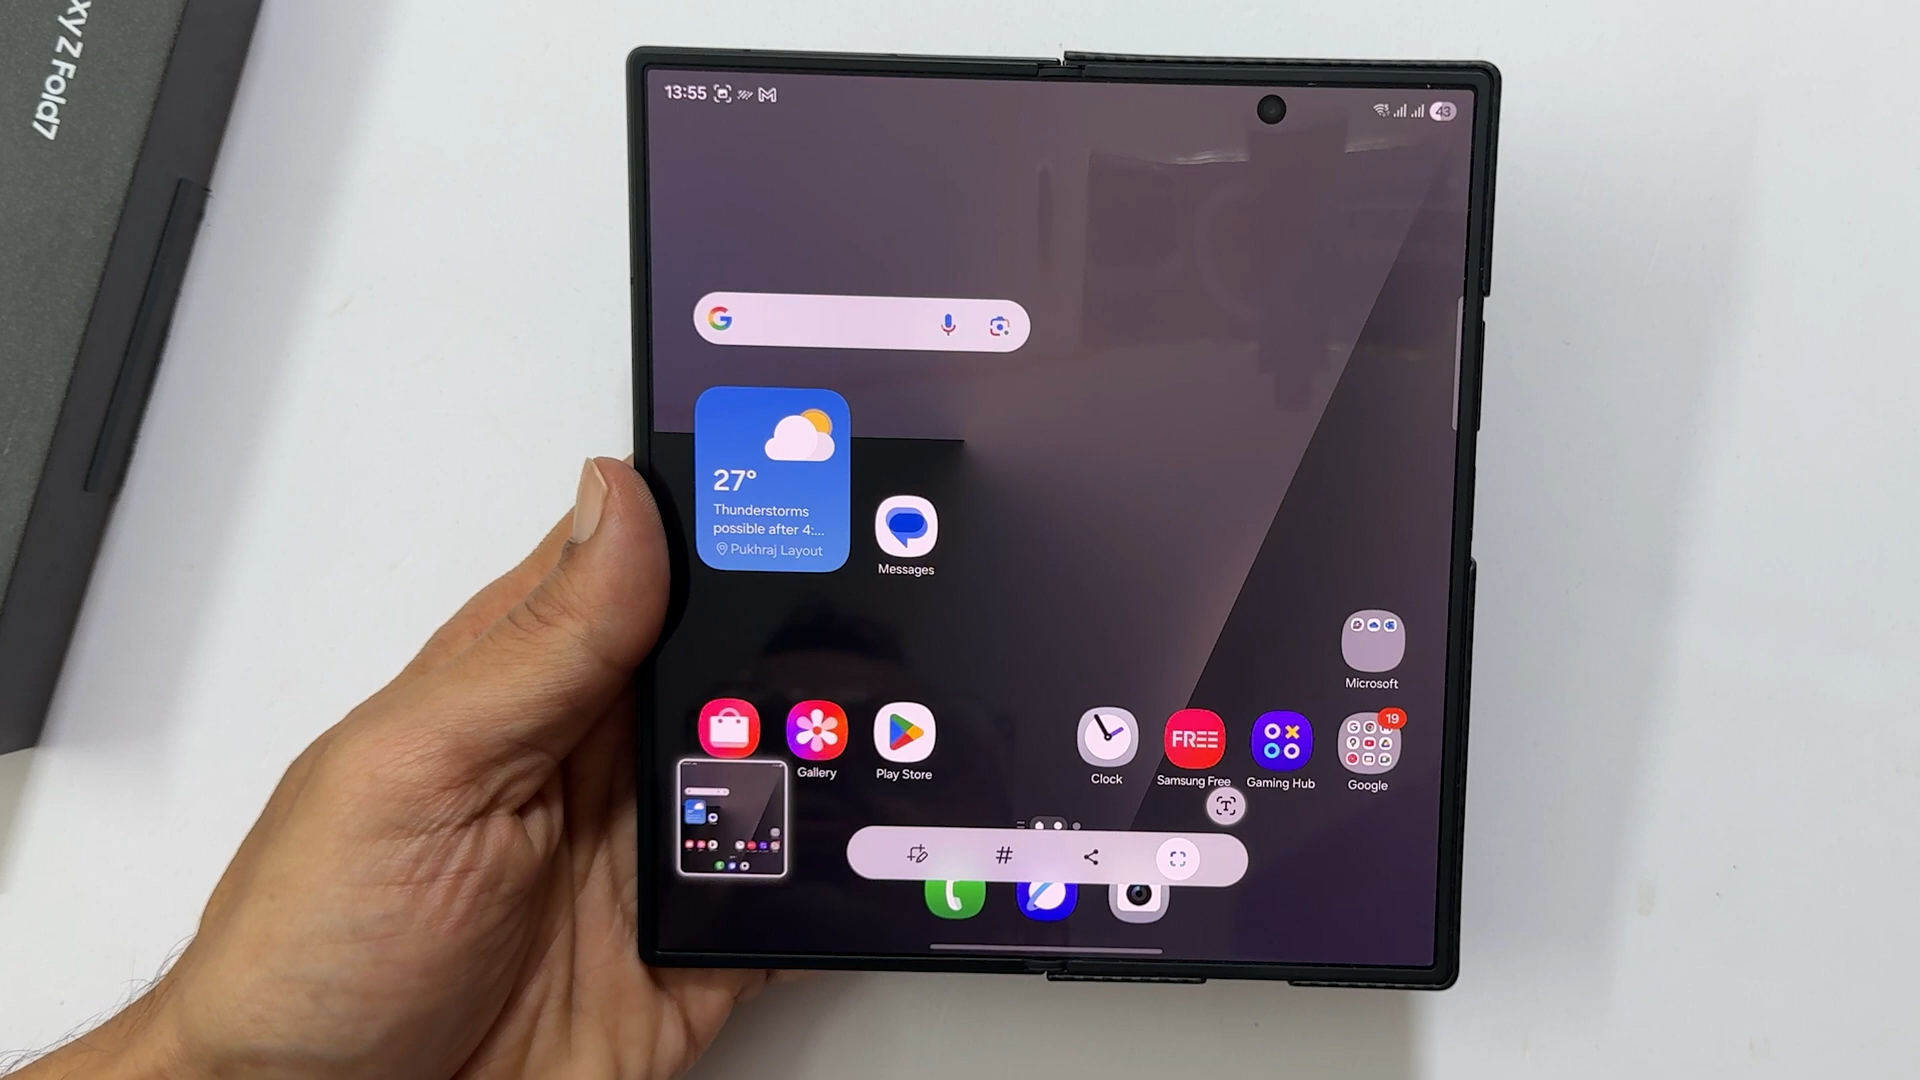 xy Z Fold7
13:55
43
27°
Thunderstorms
possible after 4:...
Pukhraj Layout
Messages
Microsoft
19
FREE
Gallery
Play Store
Clock
Samsung Free
Gaming Hub
Google